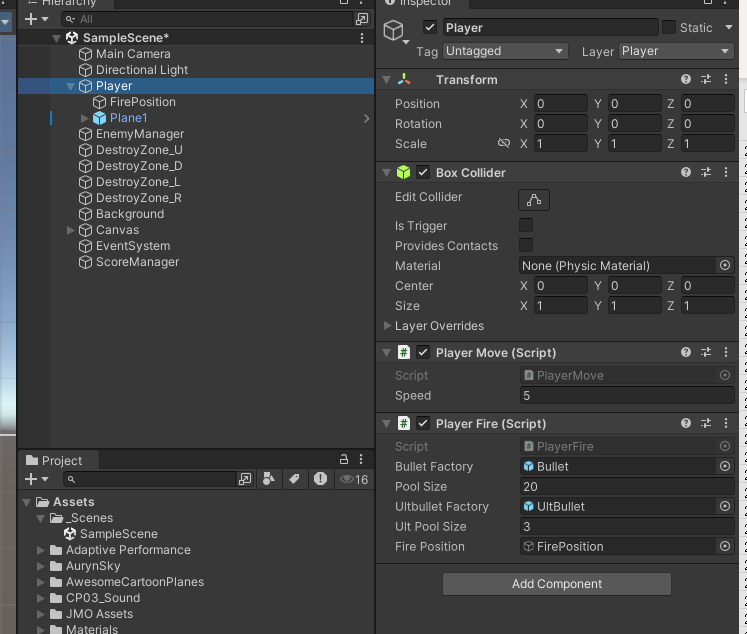 Hierarchy
All
SampleScene*
Main Camera
Directional Light
Player
FirePosition
Plane1
EnemyManager
DestroyZone_U
DestroyZone_D
DestroyZone_L
DestroyZone_R
Background
Canvas
EventSystem
ScoreManager
Project
16
Assets
_Scenes
SampleScene
Adaptive Performance
AurynSky
AwesomeCartoonPlanes
CP03_Sound
JMO Assets
Materials
Inspector
Player Static
Tag Untagged Layer Player
Transform
Position X 0 Y 0 Z 0
Rotation X 0 Y 0 Z 0
Scale X 1 Y 1 Z 1
Box Collider
Edit Collider
Is Trigger
Provides Contacts
Material None (Physic Material)
Center X 0 Y 0 Z 0
Size X 1 Y 1 Z 1
Layer Overrides
# Player Move (Script)
Script # PlayerMove
Speed 5
# Player Fire (Script)
Script # PlayerFire
Bullet Factory Bullet
Pool Size 20
Ultbullet Factory UltBullet
Ult Pool Size 3
Fire Position FirePosition
Add Component